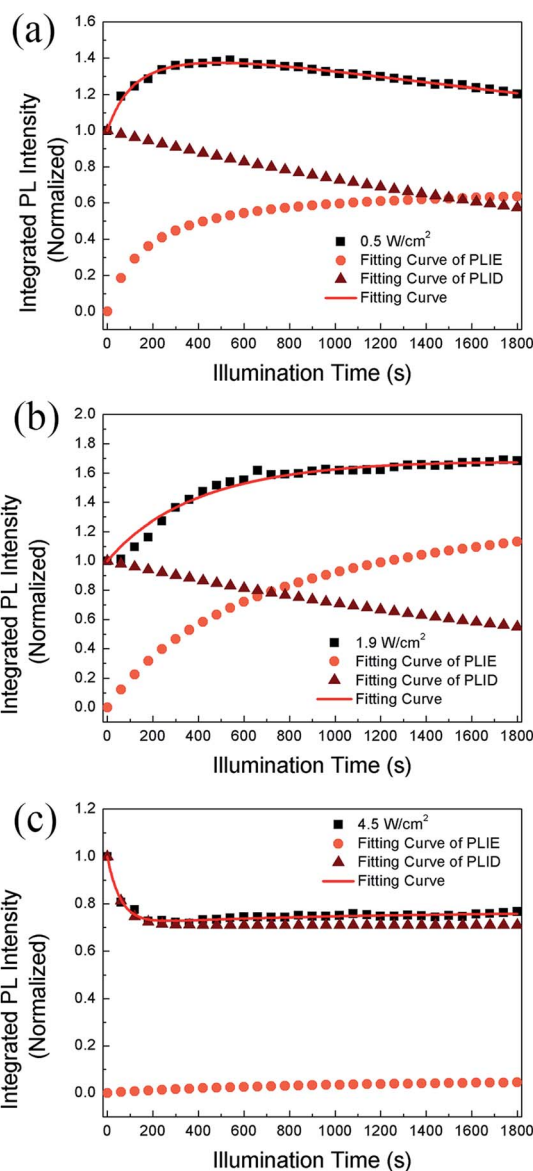 (a)
1.6
1.4
1.2
1.0
0.8
0.6
0.4
0.2
0.0
Integrated PL Intensity
(Normalized)
0.5 W/cm²
Fitting Curve of PLIE
Fitting Curve of PLID
Fitting Curve
0 200 400 600 800 1000 1200 1400 1600 1800
Illumination Time (s)
(b)
2.0
1.8
1.6
1.4
1.2
1.0
0.8
0.6
0.4
0.2
0.0
Integrated PL Intensity
(Normalized)
1.9 W/cm²
Fitting Curve of PLIE
Fitting Curve of PLID
Fitting Curve
0 200 400 600 800 1000 1200 1400 1600 1800
Illumination Time (s)
(c)
1.2
1.0
0.8
0.6
0.4
0.2
0.0
Integrated PL Intensity
(Normalized)
4.5 W/cm²
Fitting Curve of PLIE
Fitting Curve of PLID
Fitting Curve
0 200 400 600 800 1000 1200 1400 1600 1800
Illumination Time (s)